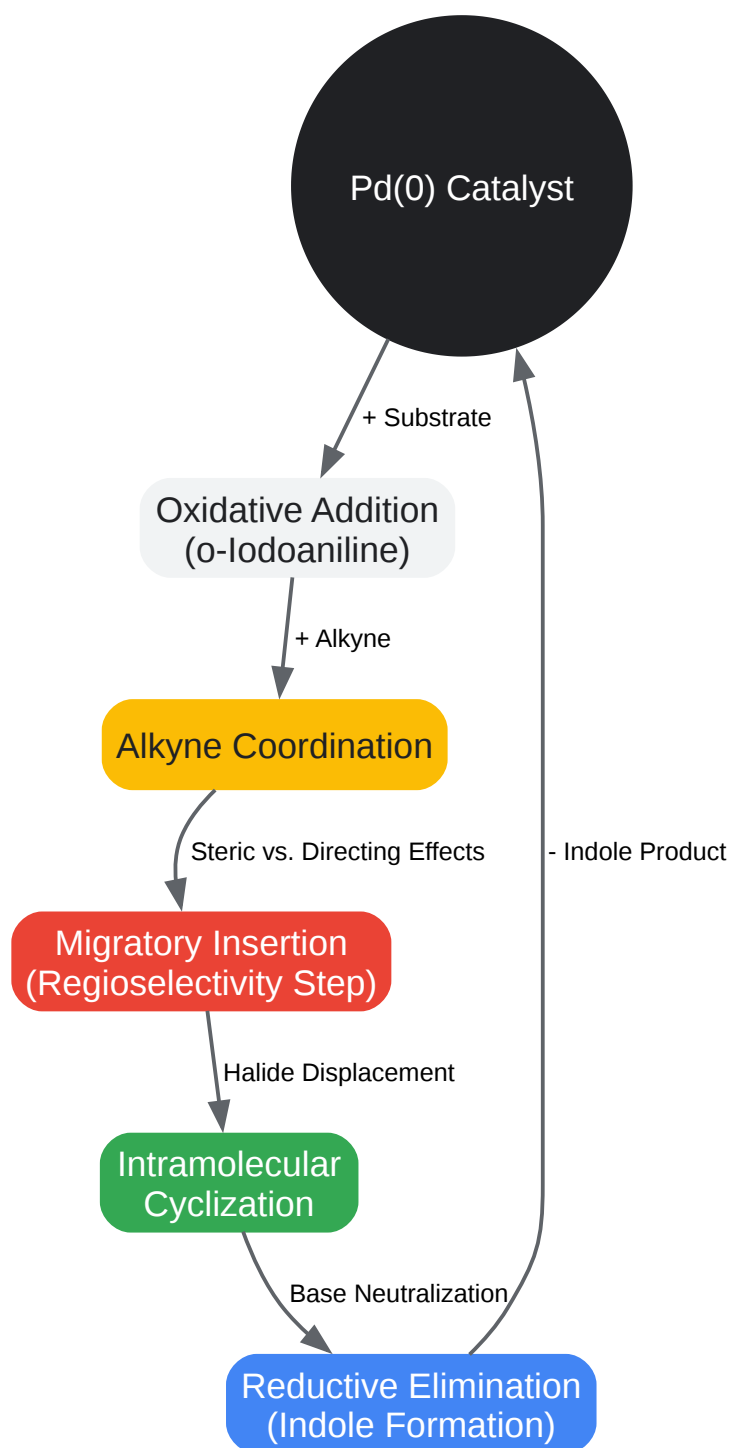 Pd(0) Catalyst
+ Substrate
Oxidative Addition
(o-Iodoaniline)
+ Alkyne
Alkyne Coordination
Steric vs. Directing Effects
- Indole Product
Migratory Insertion
(Regioselectivity Step)
Halide Displacement
Intramolecular
Cyclization
Base Neutralization
Reductive Elimination
(Indole Formation)